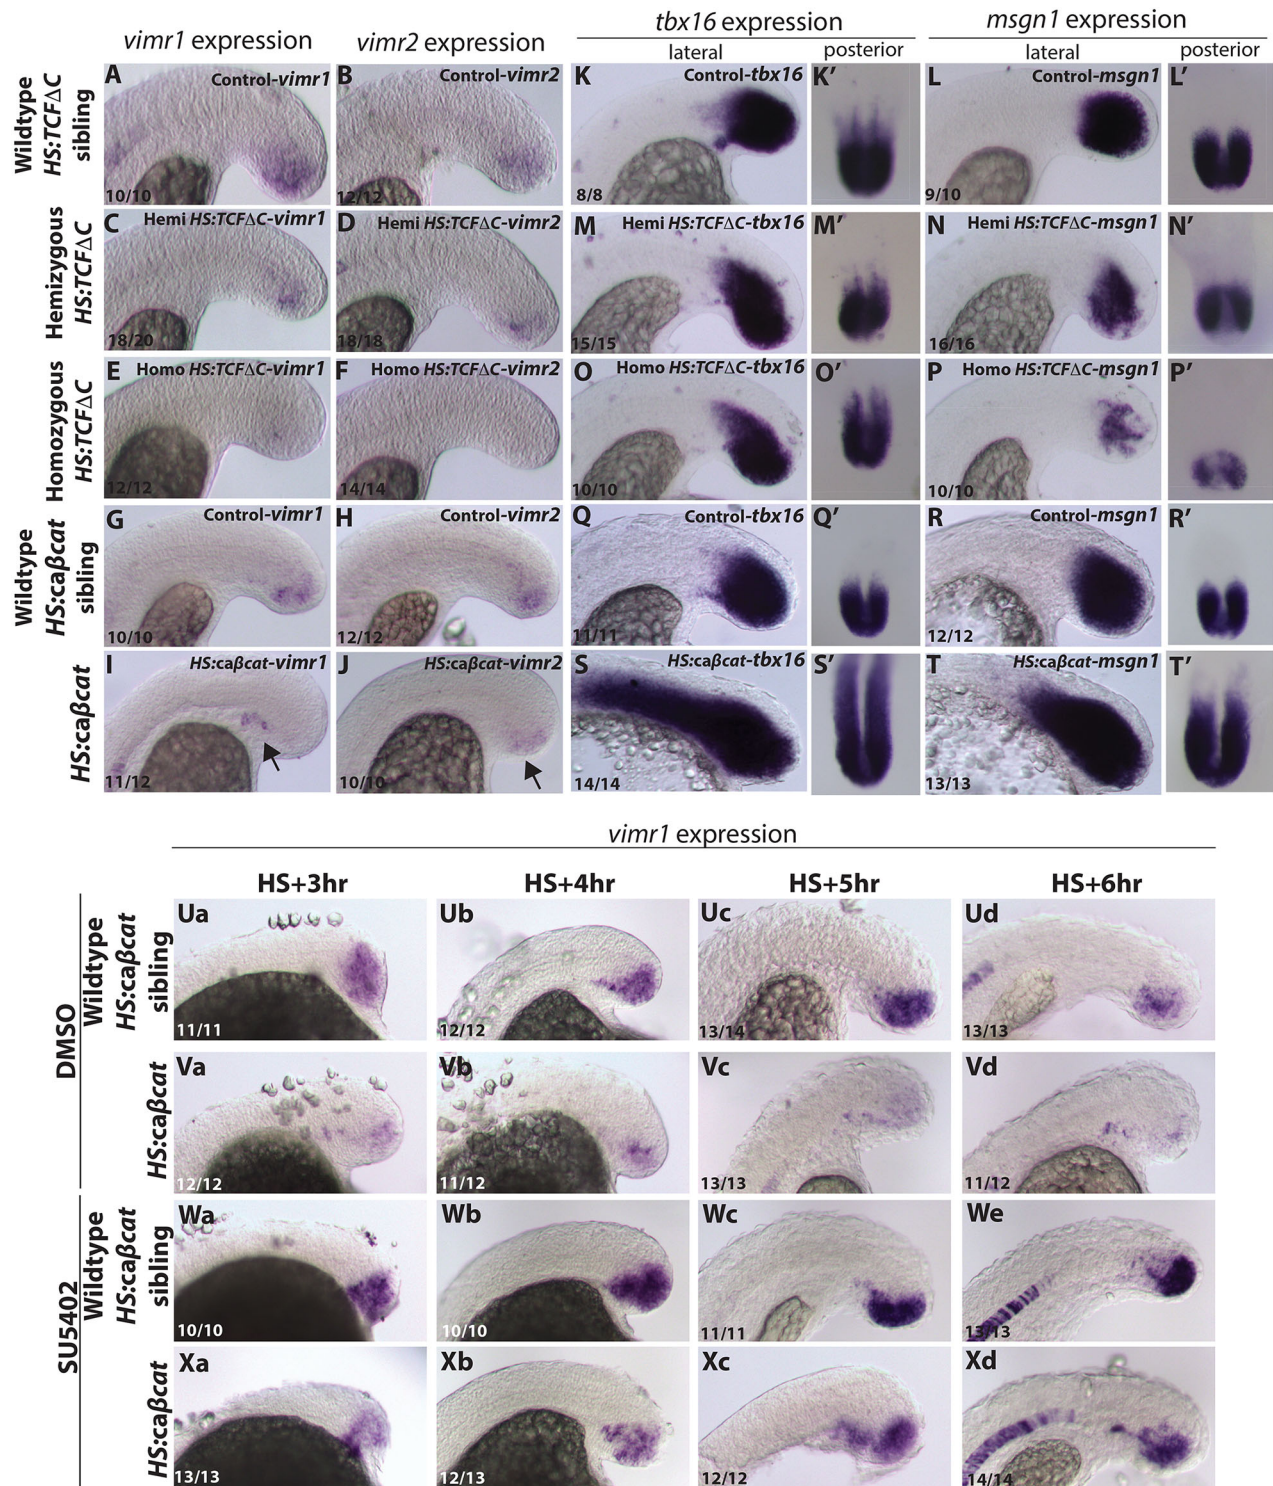 vimr1 expression
vimr2 expression
tbx16 expression
msgn1 expression
lateral
posterior
lateral
posterior
Wildtype
HS:TCFΔC
sibling
A
Control-vimr1
10/10
B
Control-vimr2
12/12
K
Control-tbx16
8/8
K′
L
Control-msgn1
9/10
L′
Hemizygous
HS:TCFΔC
C
Hemi HS:TCFΔC-vimr1
18/20
D
Hemi HS:TCFΔC-vimr2
18/18
M
Hemi HS:TCFΔC-tbx16
15/15
M′
N
Hemi HS:TCFΔC-msgn1
16/16
N′
Homozygous
HS:TCFΔC
E
Homo HS:TCFΔC-vimr1
12/12
F
Homo HS:TCFΔC-vimr2
14/14
O
Homo HS:TCFΔC-tbx16
10/10
O′
P
Homo HS:TCFΔC-msgn1
10/10
P′
Wildtype
HS:caβcat
sibling
G
Control-vimr1
10/10
H
Control-vimr2
12/12
Q
Control-tbx16
11/11
Q′
R
Control-msgn1
12/12
R′
HS:caβcat
I
HS:caβcat-vimr1
11/12
J
HS:caβcat-vimr2
10/10
S
HS:caβcat-tbx16
14/14
S′
T
HS:caβcat-msgn1
13/13
T′
vimr1 expression
HS+3hr
HS+4hr
HS+5hr
HS+6hr
DMSO
Wildtype
HS:caβcat
sibling
Ua
11/11
Ub
12/12
Uc
13/14
Ud
13/13
HS:caβcat
Va
12/12
Vb
11/12
Vc
13/13
Vd
11/12
SU5402
Wildtype
HS:caβcat
sibling
Wa
10/10
Wb
10/10
Wc
11/11
We
13/13
HS:caβcat
Xa
13/13
Xb
12/13
Xc
12/12
Xd
14/14